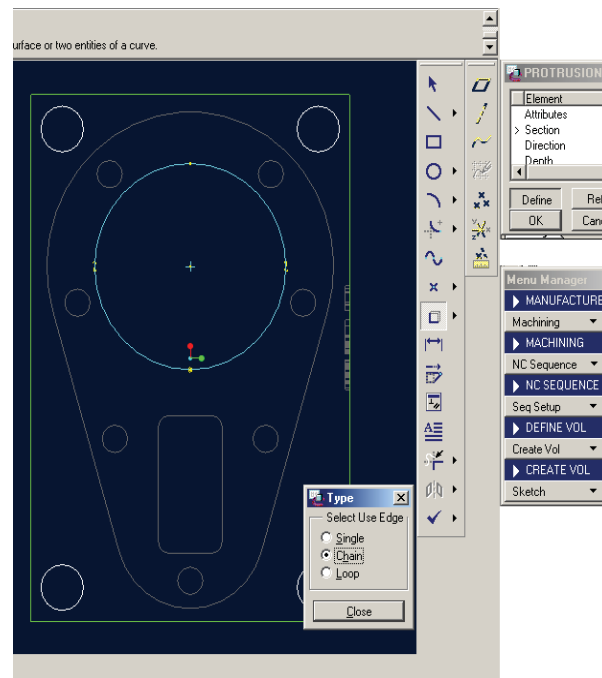 urface or two entities of a curve.
PROTRUSION
Element
Attributes
> Section
Direction
Depth
Define
Re
OK
Can
Menu Manager
MANUFACTURE
Machining
MACHINING
NC Sequence
NC SEQUENCE
Seq Setup
DEFINE VOL
Create Vol
CREATE VOL
Sketch
Type
Select Use Edge
Single
Chain
Loop
Close